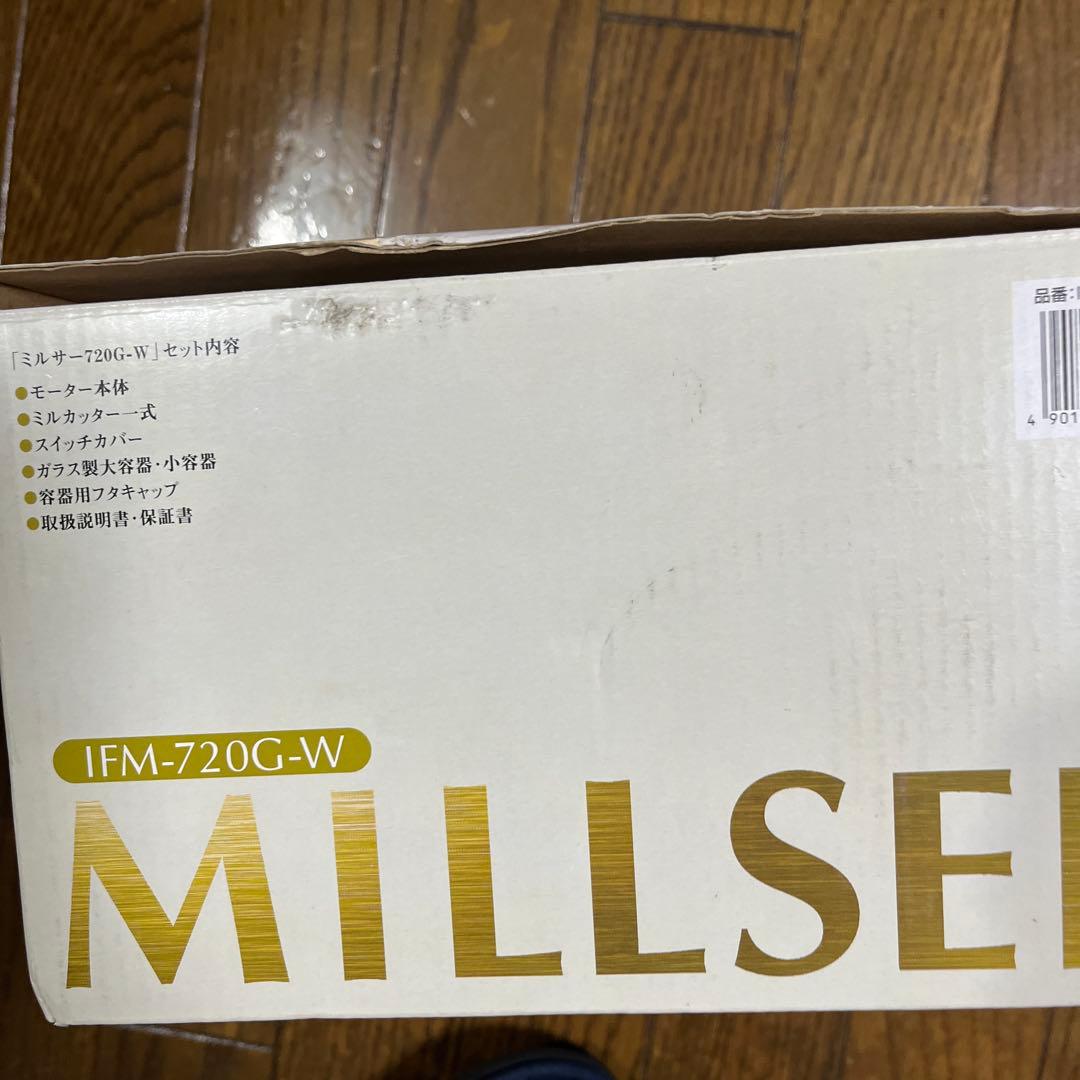 「ミルサー720G-W」セット内容
●モーター本体
●ミルカッター一式
●スイッチカバー
●ガラス製大容器・小容器
●容器用フタキャップ
●取扱説明書・保証書
品番:
4 901
IFM-720G-W
MILLSE